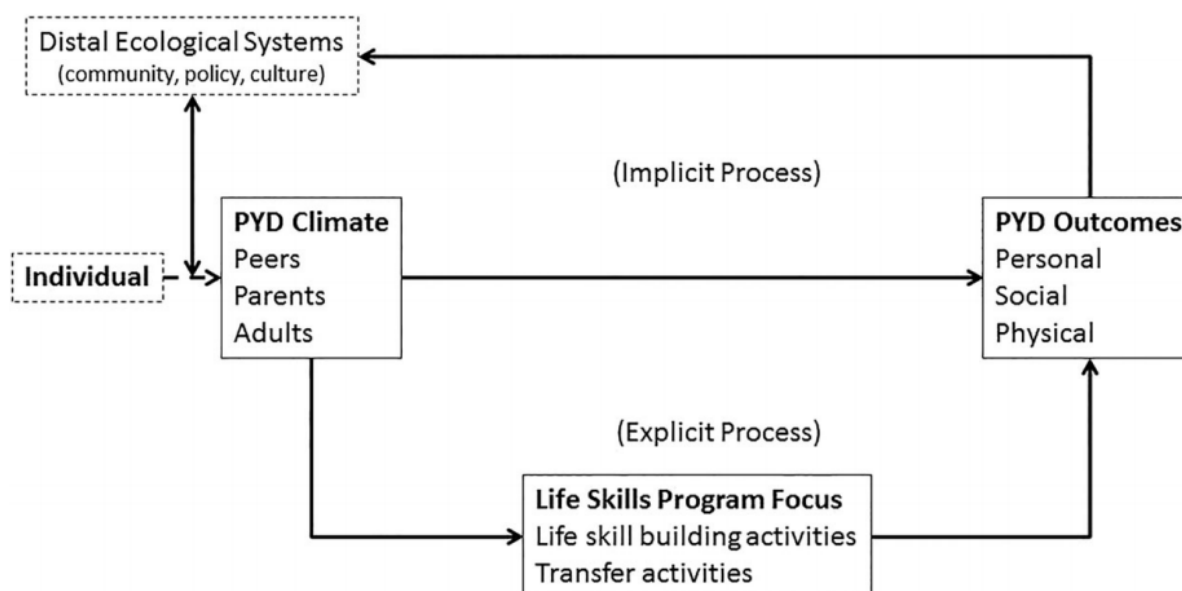 Distal Ecological Systems
(community, policy, culture)
(Implicit Process)
Individual
PYD Climate
Peers
Parents
Adults
PYD Outcomes
Personal
Social
Physical
(Explicit Process)
Life Skills Program Focus
Life skill building activities
Transfer activities